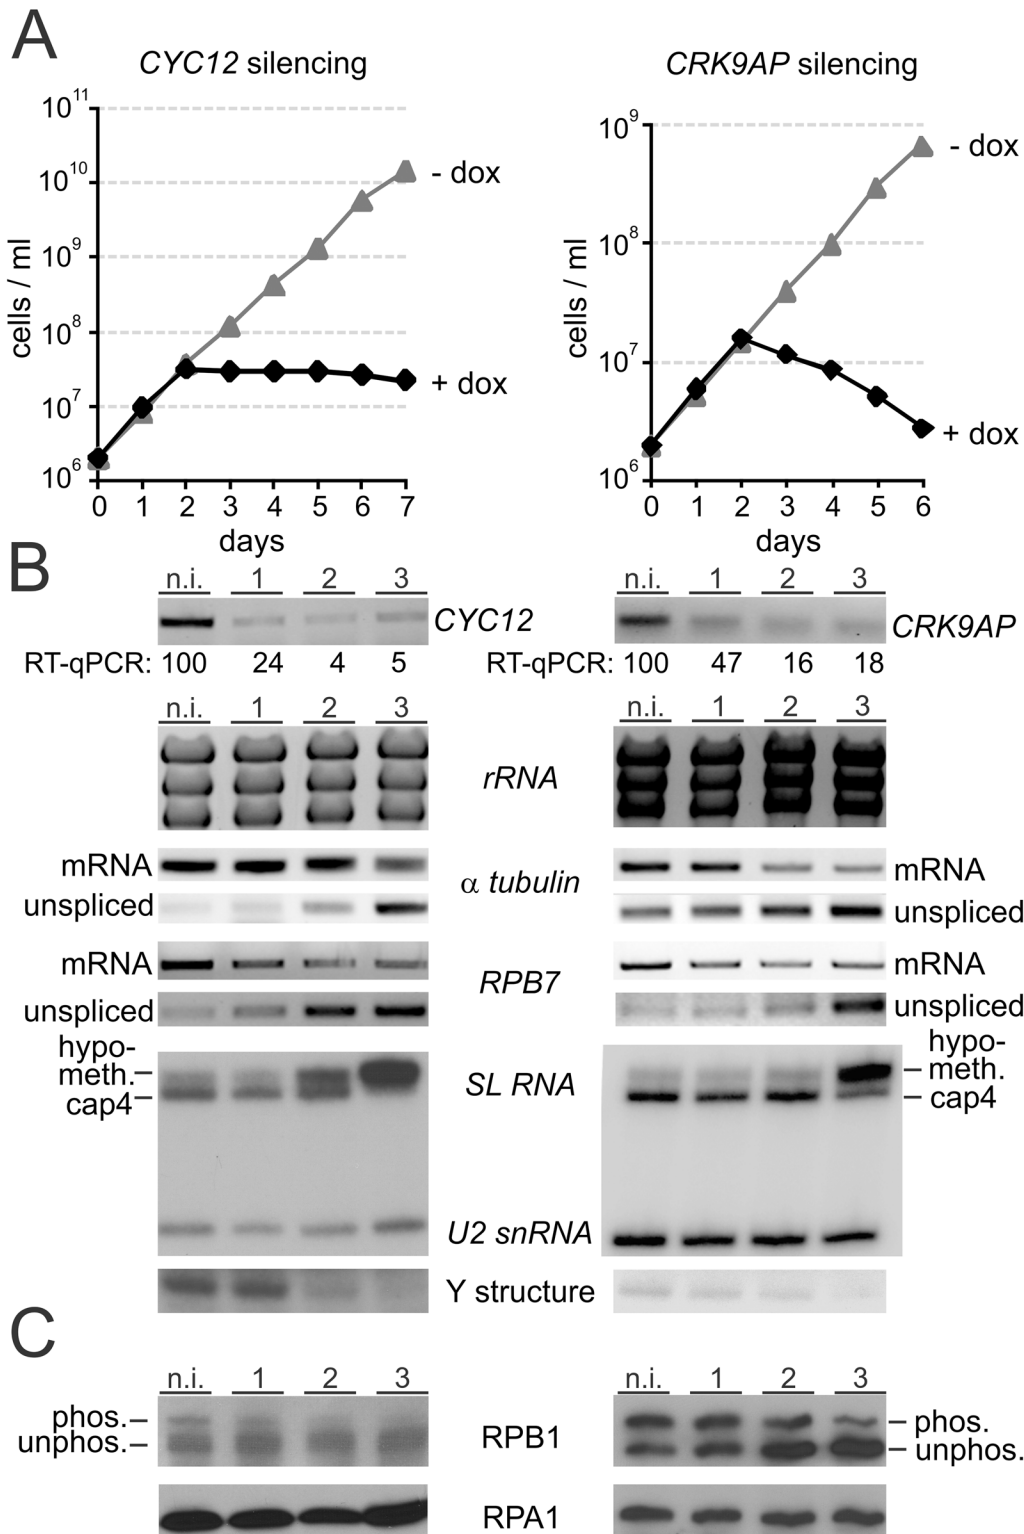 A
CYC12 silencing
CRK9AP silencing
10^11
10^10
10^9
10^8
10^7
10^6
cells / ml
- dox
+ dox
0 1 2 3 4 5 6 7
days
10^9
10^8
10^7
10^6
cells / ml
- dox
+ dox
0 1 2 3 4 5 6
days
B
n.i. 1 2 3
n.i. 1 2 3
CYC12
CRK9AP
RT-qPCR: 100 24 4 5
RT-qPCR: 100 47 16 18
n.i. 1 2 3
n.i. 1 2 3
rRNA
mRNA
α tubulin
mRNA
unspliced
unspliced
mRNA
RPB7
mRNA
unspliced
unspliced
hypo-
meth.
cap4
SL RNA
hypo-
meth.
cap4
U2 snRNA
Y structure
C
n.i. 1 2 3
n.i. 1 2 3
phos.
unphos.
RPB1
phos.
unphos.
RPA1